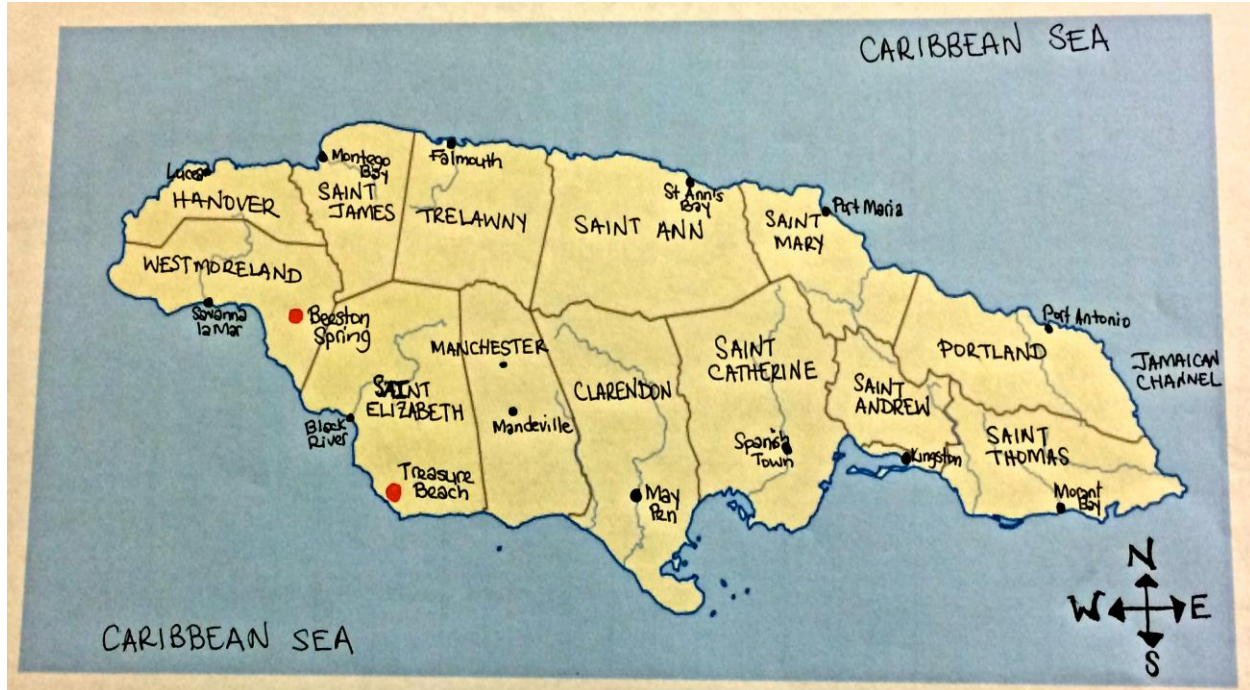 CARIBBEAN SEA
Lucea
HANOVER
Montego
Bay
SAINT
JAMES
Falmouth
TRELAWNY
SAINT ANN
St Ann's
Bay
SAINT
MARY
Port Maria
WESTMORELAND
Savanna
la Mar
Beeston
Spring
MANCHESTER
SAINT
ELIZABETH
Black
River
Mandeville
Treasure
Beach
CLARENDON
May
Pen
SAINT
CATHERINE
Spanish
Town
SAINT
ANDREW
Kingston
PORTLAND
Port Antonio
JAMAICAN
CHANNEL
SAINT
THOMAS
Morant
Bay
CARIBBEAN SEA
N
W E
S